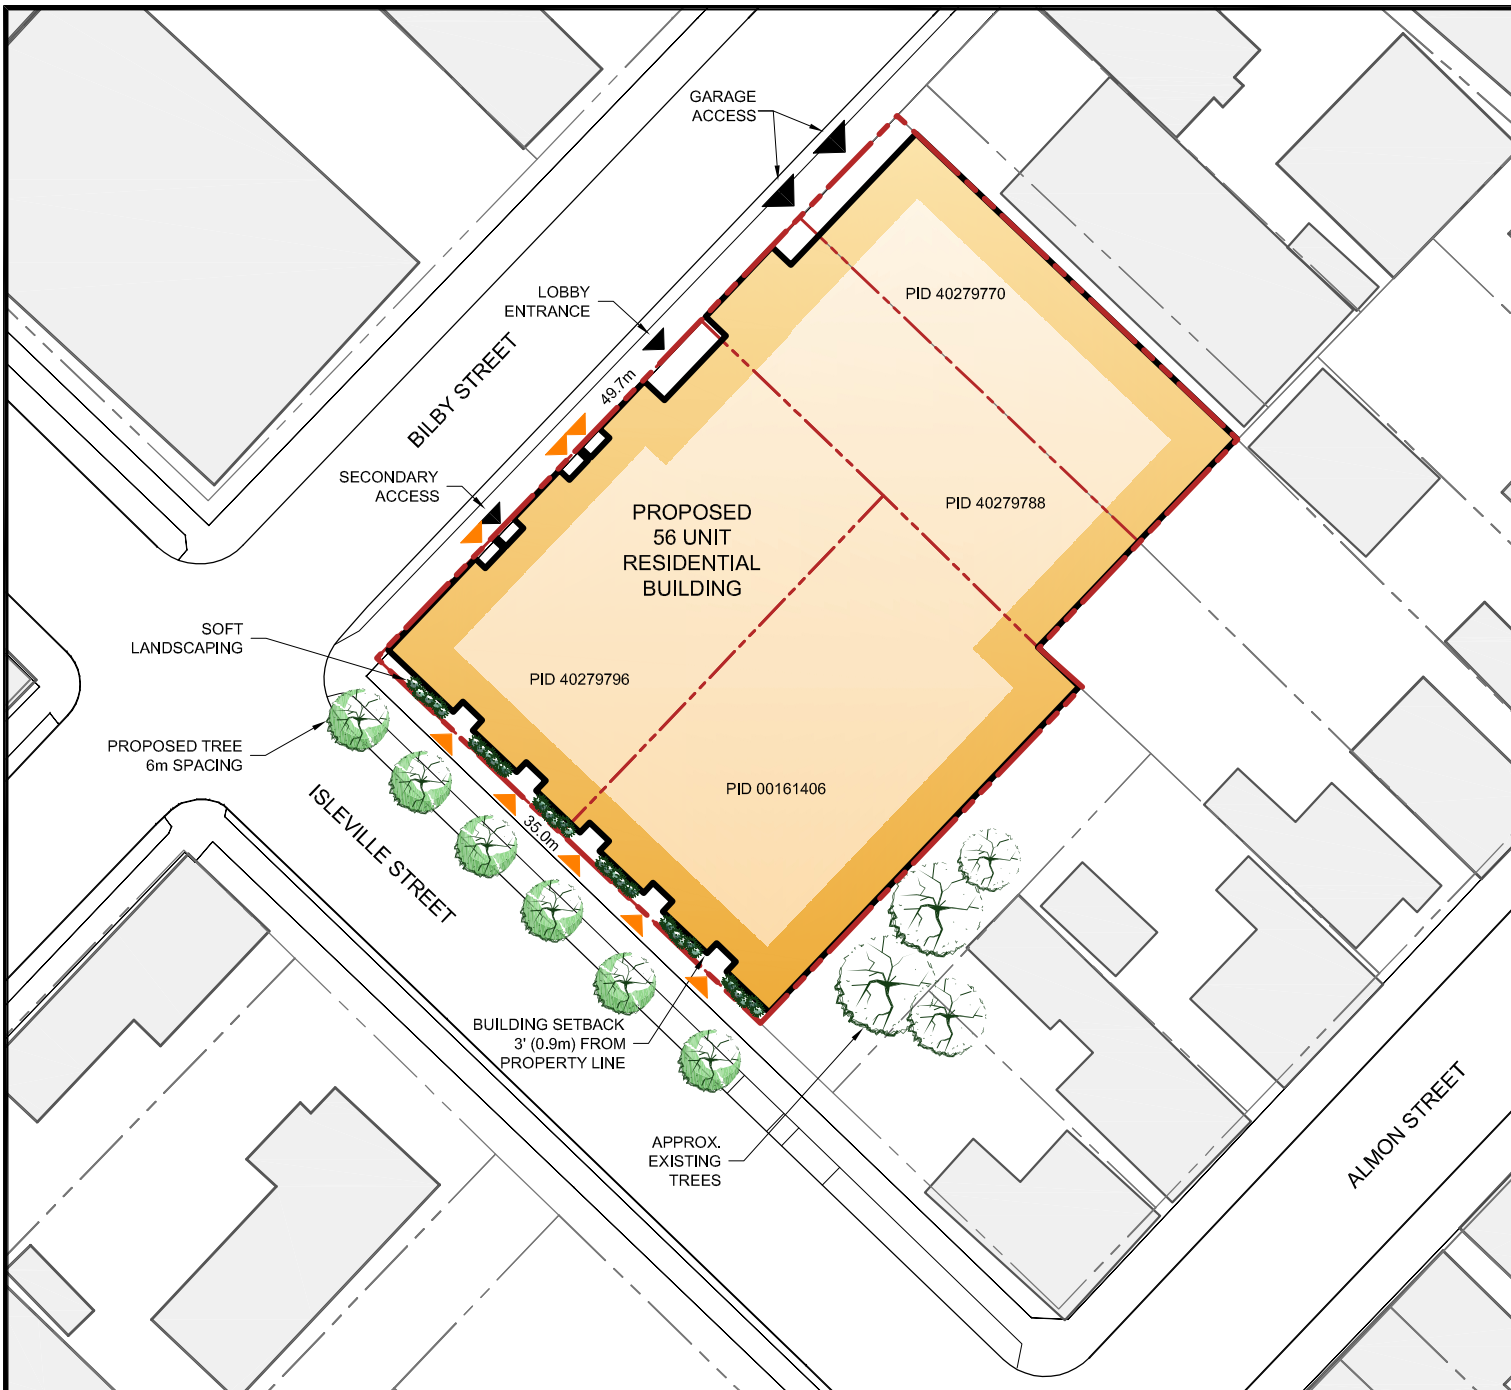 GARAGE
ACCESS
LOBBY
ENTRANCE
BILBY STREET
49.7m
SECONDARY
ACCESS
PID 40279770
PID 40279788
PROPOSED
56 UNIT
RESIDENTIAL
BUILDING
SOFT
LANDSCAPING
PID 40279796
PROPOSED TREE
6m SPACING
PID 00161406
ISLEVILLE STREET
35.0m
BUILDING SETBACK
3' (0.9m) FROM
PROPERTY LINE
APPROX.
EXISTING
TREES
ALMON STREET